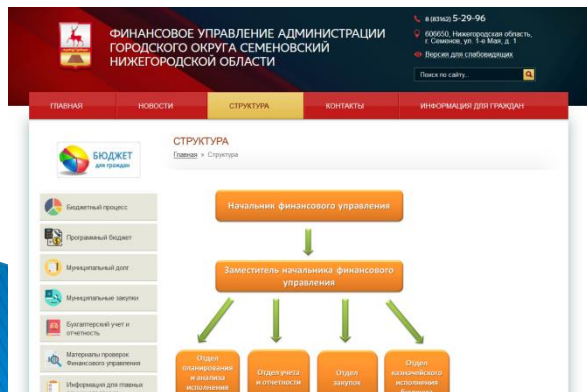 ФИНАНСОВОЕ УПРАВЛЕНИЕ АДМИНИСТРАЦИИ
ГОРОДСКОГО ОКРУГА СЕМЕНОВСКИЙ
НИЖЕГОРОДСКОЙ ОБЛАСТИ
8 (83162) 5-29-96
606650, Нижегородская область,
г. Семенов, ул. 1-е Мая, д. 1
Версия для слабовидящих
Поиск по сайту...
ГЛАВНАЯ НОВОСТИ СТРУКТУРА КОНТАКТЫ ИНФОРМАЦИЯ ДЛЯ ГРАЖДАН
БЮДЖЕТ
для граждан
СТРУКТУРА
Главная » Структура
Бюджетный процесс
Программный бюджет
Муниципальный долг
Муниципальные закупки
Бухгалтерский учет и
отчетность
Материалы проверок
Финансового управления
Информация для главных
Начальник финансового управления
Заместитель начальника финансового
управления
Отдел
планирования
и анализа
исполнения
Отдел учета
и отчетности
Отдел
закупок
Отдел
казначейского
исполнения